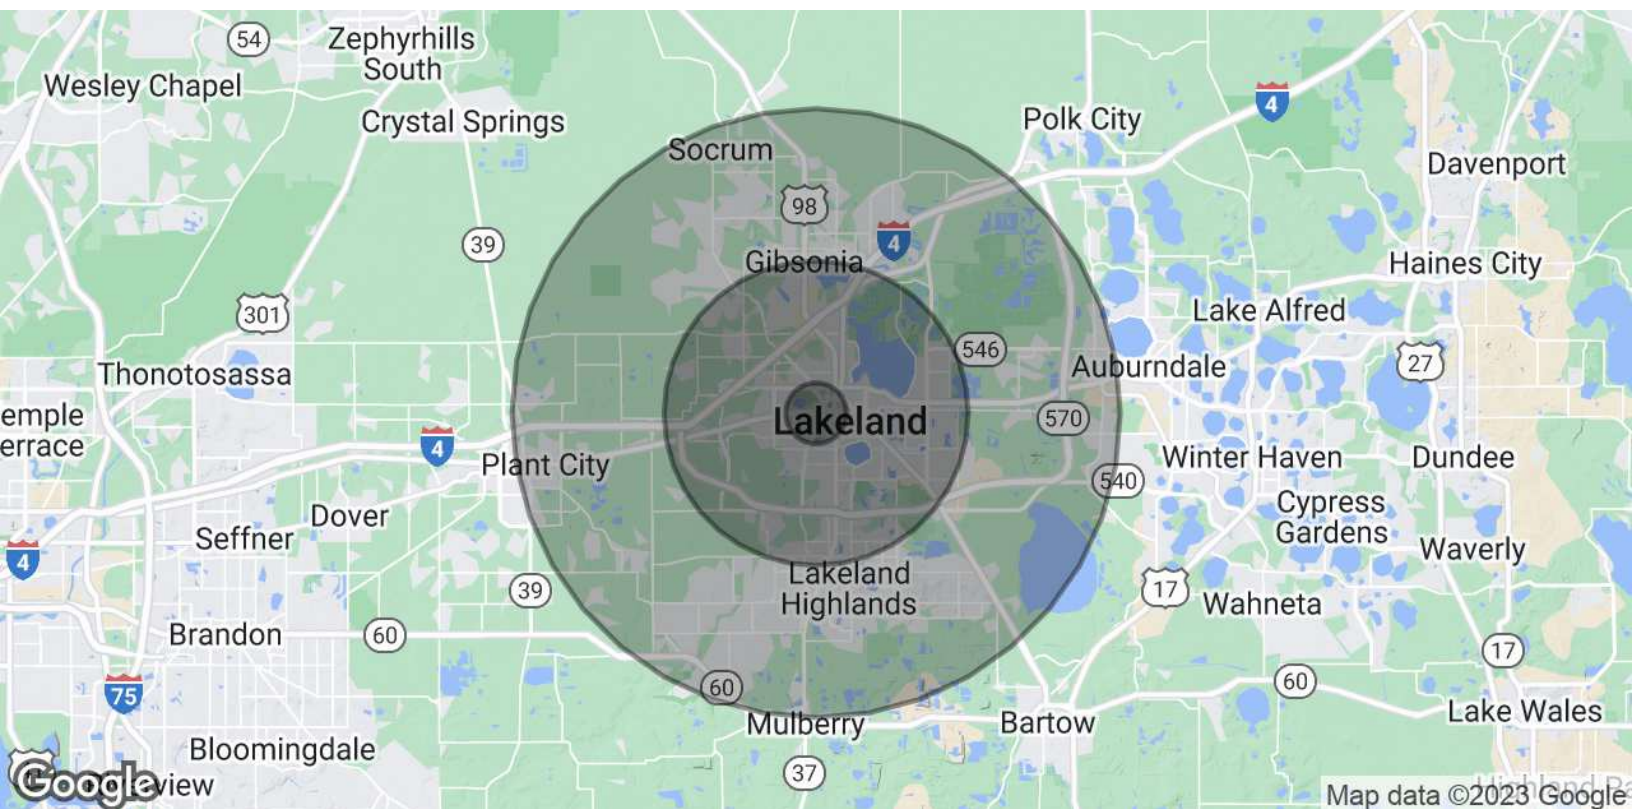 54
Zephyrhills
South
Wesley Chapel
4
Crystal Springs
Polk City
Socrum
Davenport
98
39
4
Gibsonia
Haines City
301
Lake Alfred
546
27
Thonotosassa
Auburndale
emple
errace
570
Lakeland
4
Plant City
Winter Haven
Dundee
540
Cypress
Gardens
Dover
Seffner
Waverly
4
Lakeland
Highlands
39
17
Wahneta
Brandon
60
17
60
60
75
Lake Wales
Mulberry
Bartow
Bloomingdale
37
Google
Map data ©2023 Google